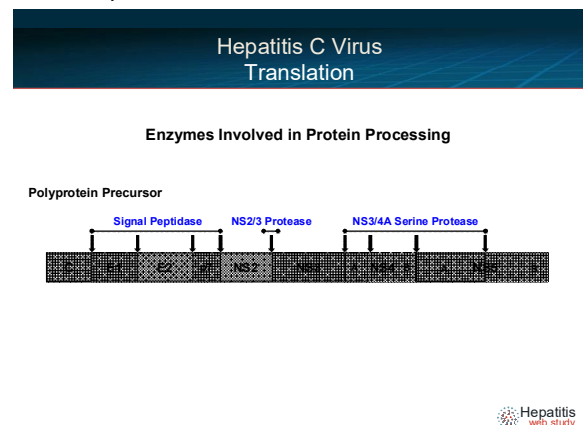 Hepatitis C Virus
Translation
Enzymes Involved in Protein Processing
Polyprotein Precursor
Signal Peptidase NS2/3 Protease NS3/4A Serine Protease
C E1 E2 NS2 NS3 A NS4 B A NS5 B
Hepatitis
web study